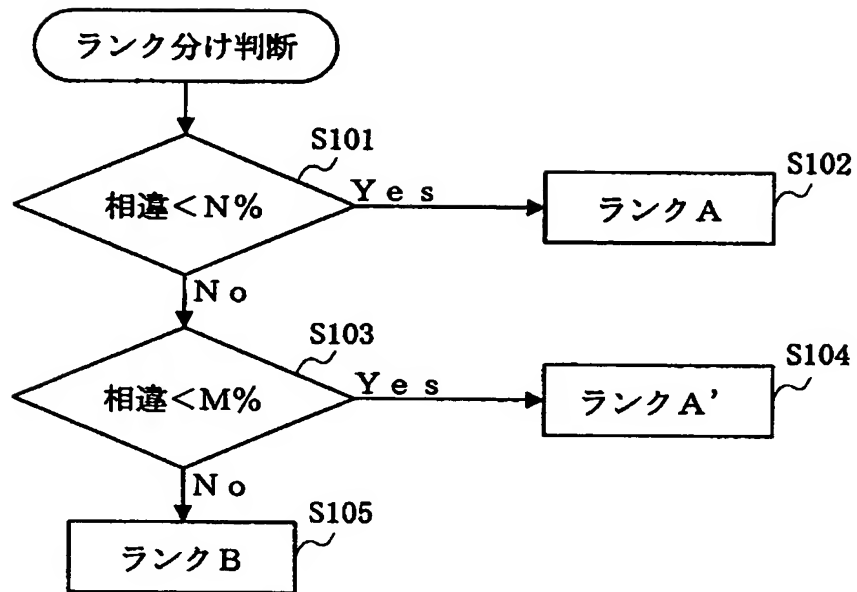 ランク分け判断
S101
相違<N%
Yes
S102
ランクA
No
S103
相違<M%
Yes
S104
ランクA'
No
S105
ランクB